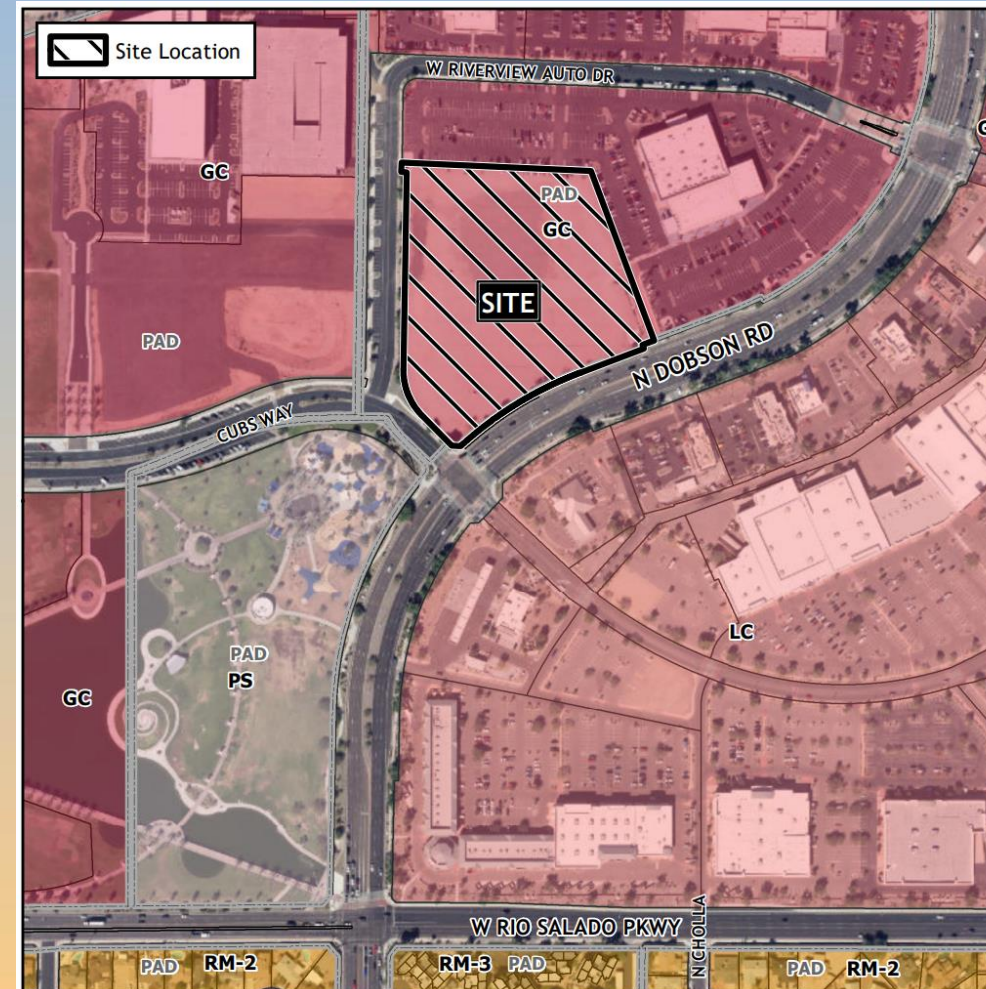 Site Location
W RIVERVIEW AUTO DR
G
GC
PAD
GC
SITE
PAD
N DOBSON RD
CUBS WAY
LC
PAD
PS
GC
W RIO SALADO PKWY
N CHOLLA
PAD RM-2
RM-3 PAD
PAD RM-2